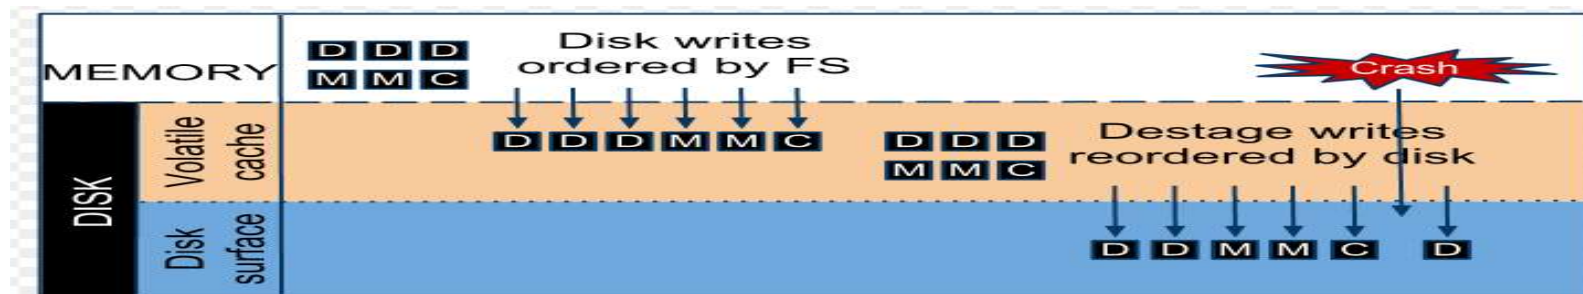 MEMORY
D D D
M M C
Disk writes
ordered by FS
Crash
DISK
Volatile
cache
D D D M M C
D D D
M M C
Destage writes
reordered by disk
Disk
surface
D D M M C D